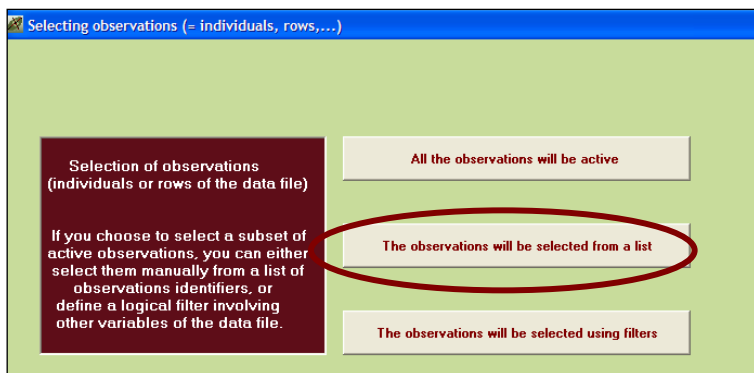 Selecting observations (= individuals, rows,...)
Selection of observations
(individuals or rows of the data file)
If you choose to select a subset of
active observations, you can either
select them manually from a list of
observations identifiers, or
define a logical filter involving
other variables of the data file.
All the observations will be active
The observations will be selected from a list
The observations will be selected using filters